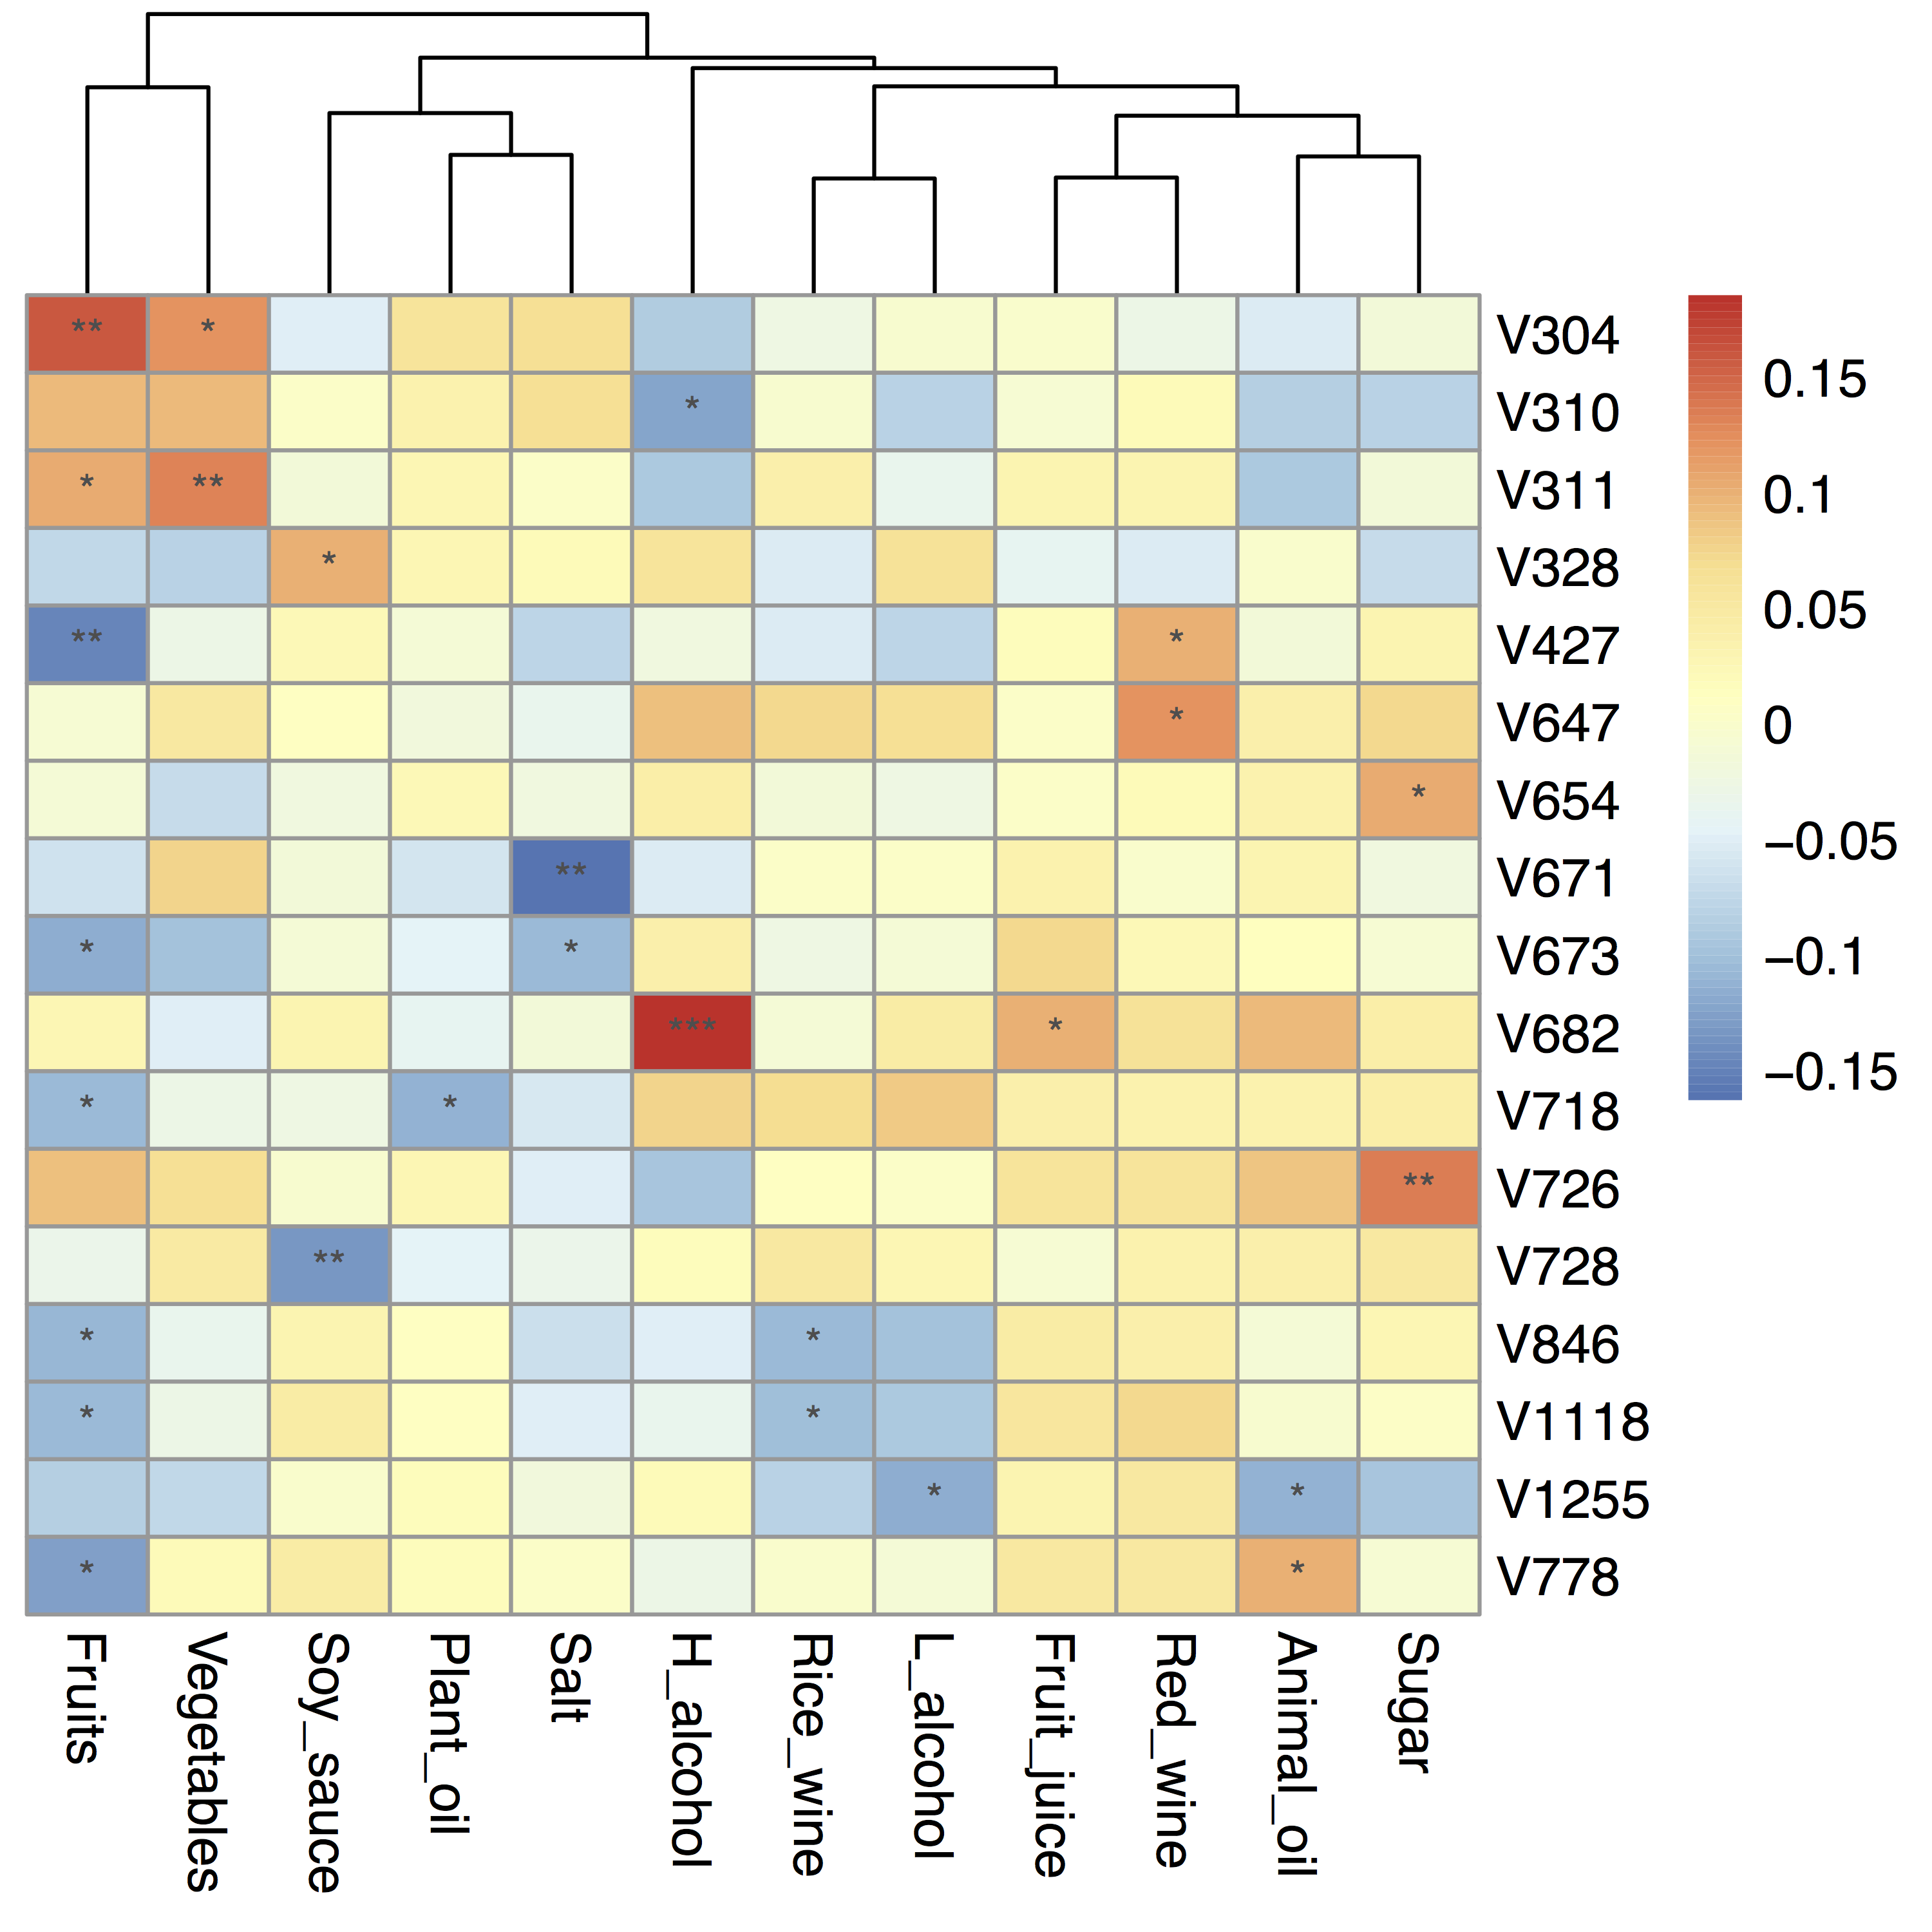 ** * V304
* V310
* ** V311
* V328
** * V427
* V647
* V654
** V671
* * V673
*** * V682
* * V718
** V726
** V728
* * V846
* * V1118
* * V1255
* * V778
0.15
0.1
0.05
0
−0.05
−0.1
−0.15
Fruits
Vegetables
Soy_sauce
Plant_oil
Salt
H_alcohol
Rice_wine
L_alcohol
Fruit_juice
Red_wine
Animal_oil
Sugar